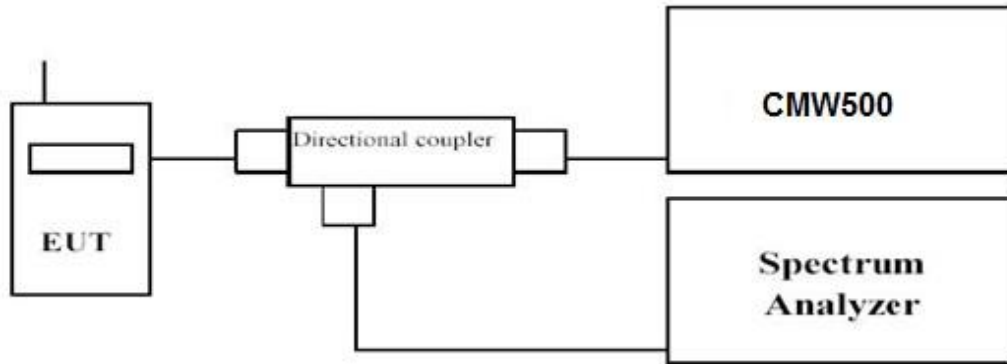 EUT
Directional coupler
CMW500
Spectrum
Analyzer